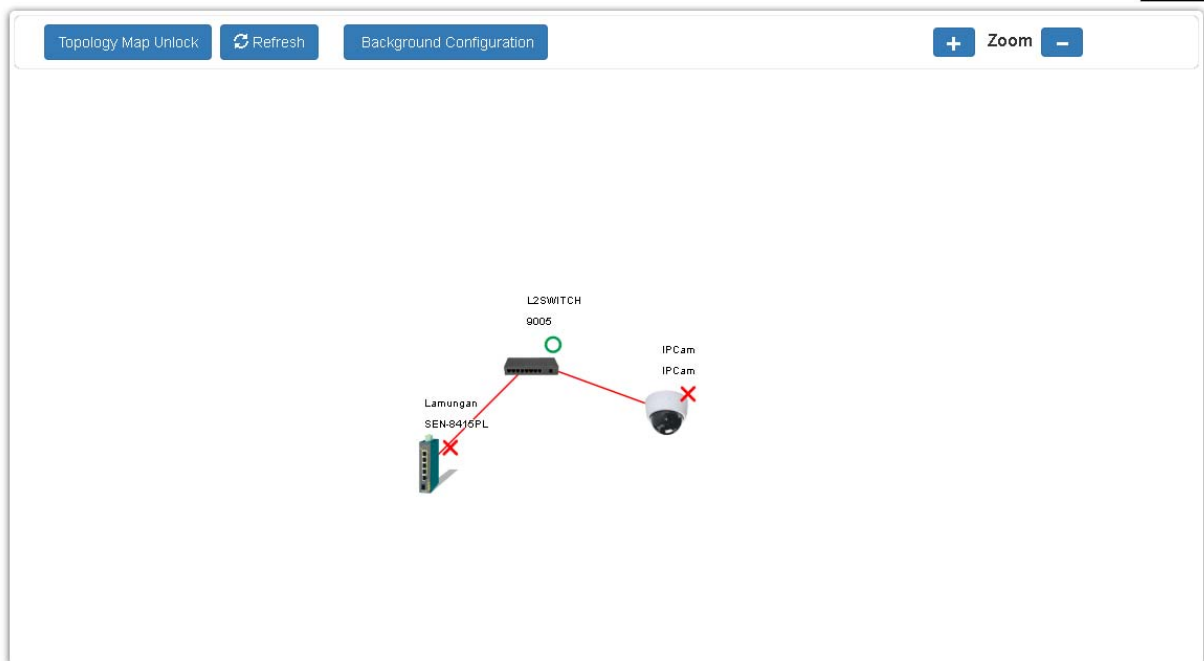 Topology Map Unlock
Refresh
Background Configuration
+ Zoom −
L2SWITCH
9005
IPCam
IPCam
Lamungan
SEN-8415PL